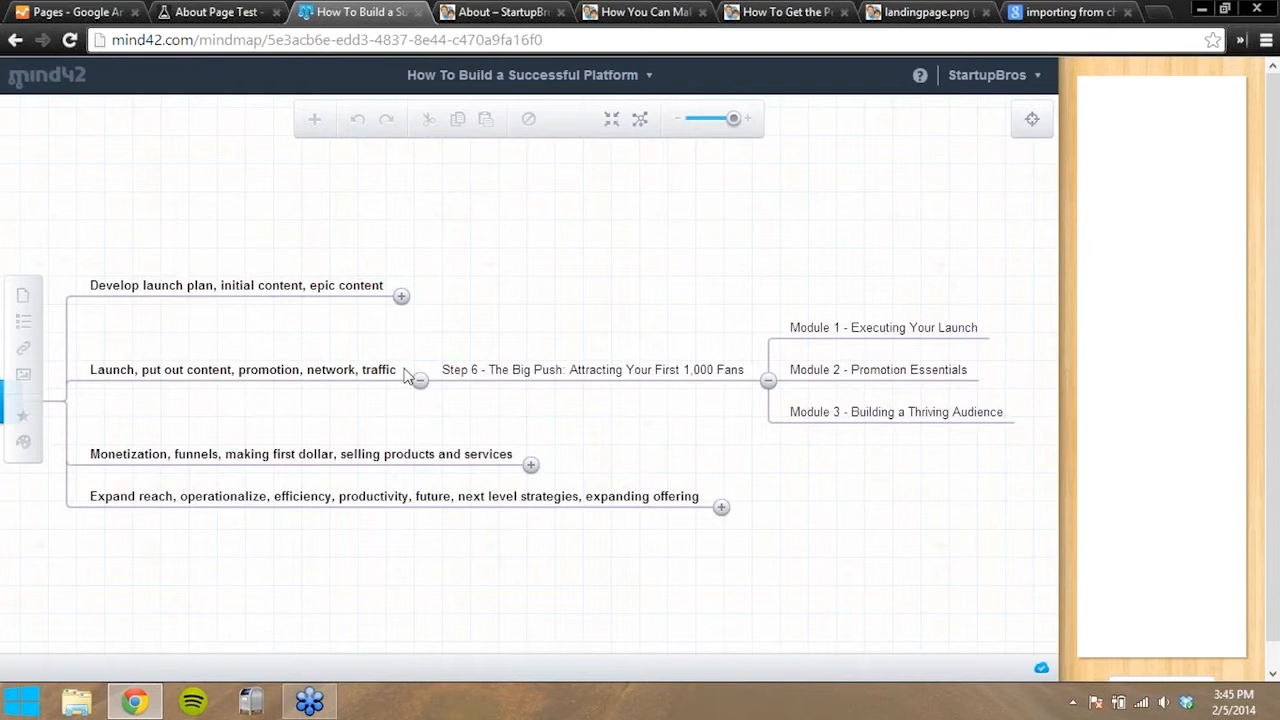 Pages - Google Ar
About Page Test -
How To Build a Su
About – StartupBr
How You Can Mal
How To Get the P
landingpage.png (
importing from cl
mind42.com/mindmap/5e3acb6e-edd3-4837-8e44-c470a9fa16f0
mind42
How To Build a Successful Platform
StartupBros
Develop launch plan, initial content, epic content
Module 1 - Executing Your Launch
Launch, put out content, promotion, network, traffic
Step 6 - The Big Push: Attracting Your First 1,000 Fans
Module 2 - Promotion Essentials
Module 3 - Building a Thriving Audience
Monetization, funnels, making first dollar, selling products and services
Expand reach, operationalize, efficiency, productivity, future, next level strategies, expanding offering
3:45 PM
2/5/2014